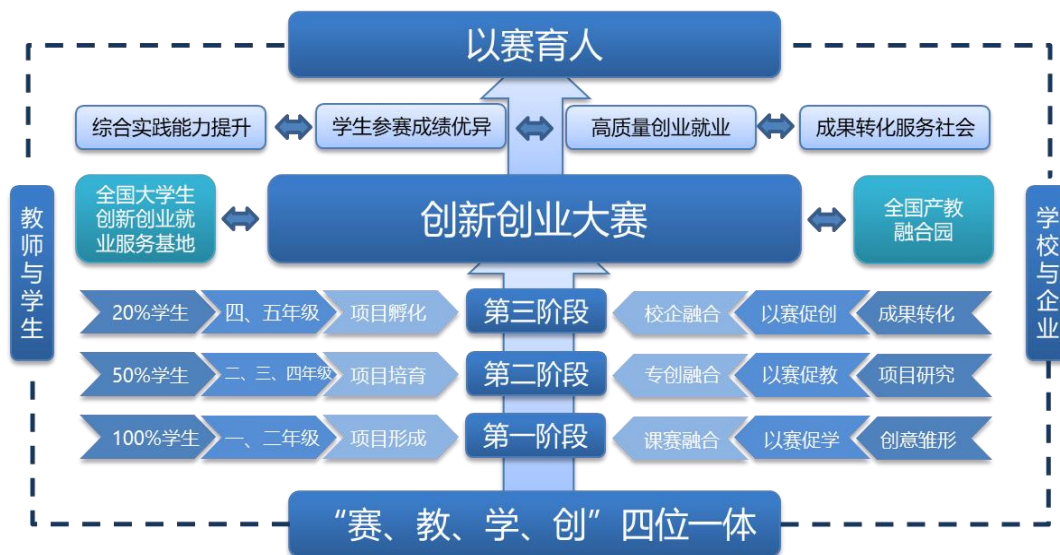 以赛育人
综合实践能力提升
学生参赛成绩优异
高质量创业就业
成果转化服务社会
教师与学生
全国大学生
创新创业就
业服务基地
创新创业大赛
全国产教
融合园
学校与企业
20%学生
四、五年级
项目孵化
第三阶段
校企融合
以赛促创
成果转化
50%学生
二、三、四年级
项目培育
第二阶段
专创融合
以赛促教
项目研究
100%学生
一、二年级
项目形成
第一阶段
课赛融合
以赛促学
创意雏形
“赛、教、学、创”四位一体